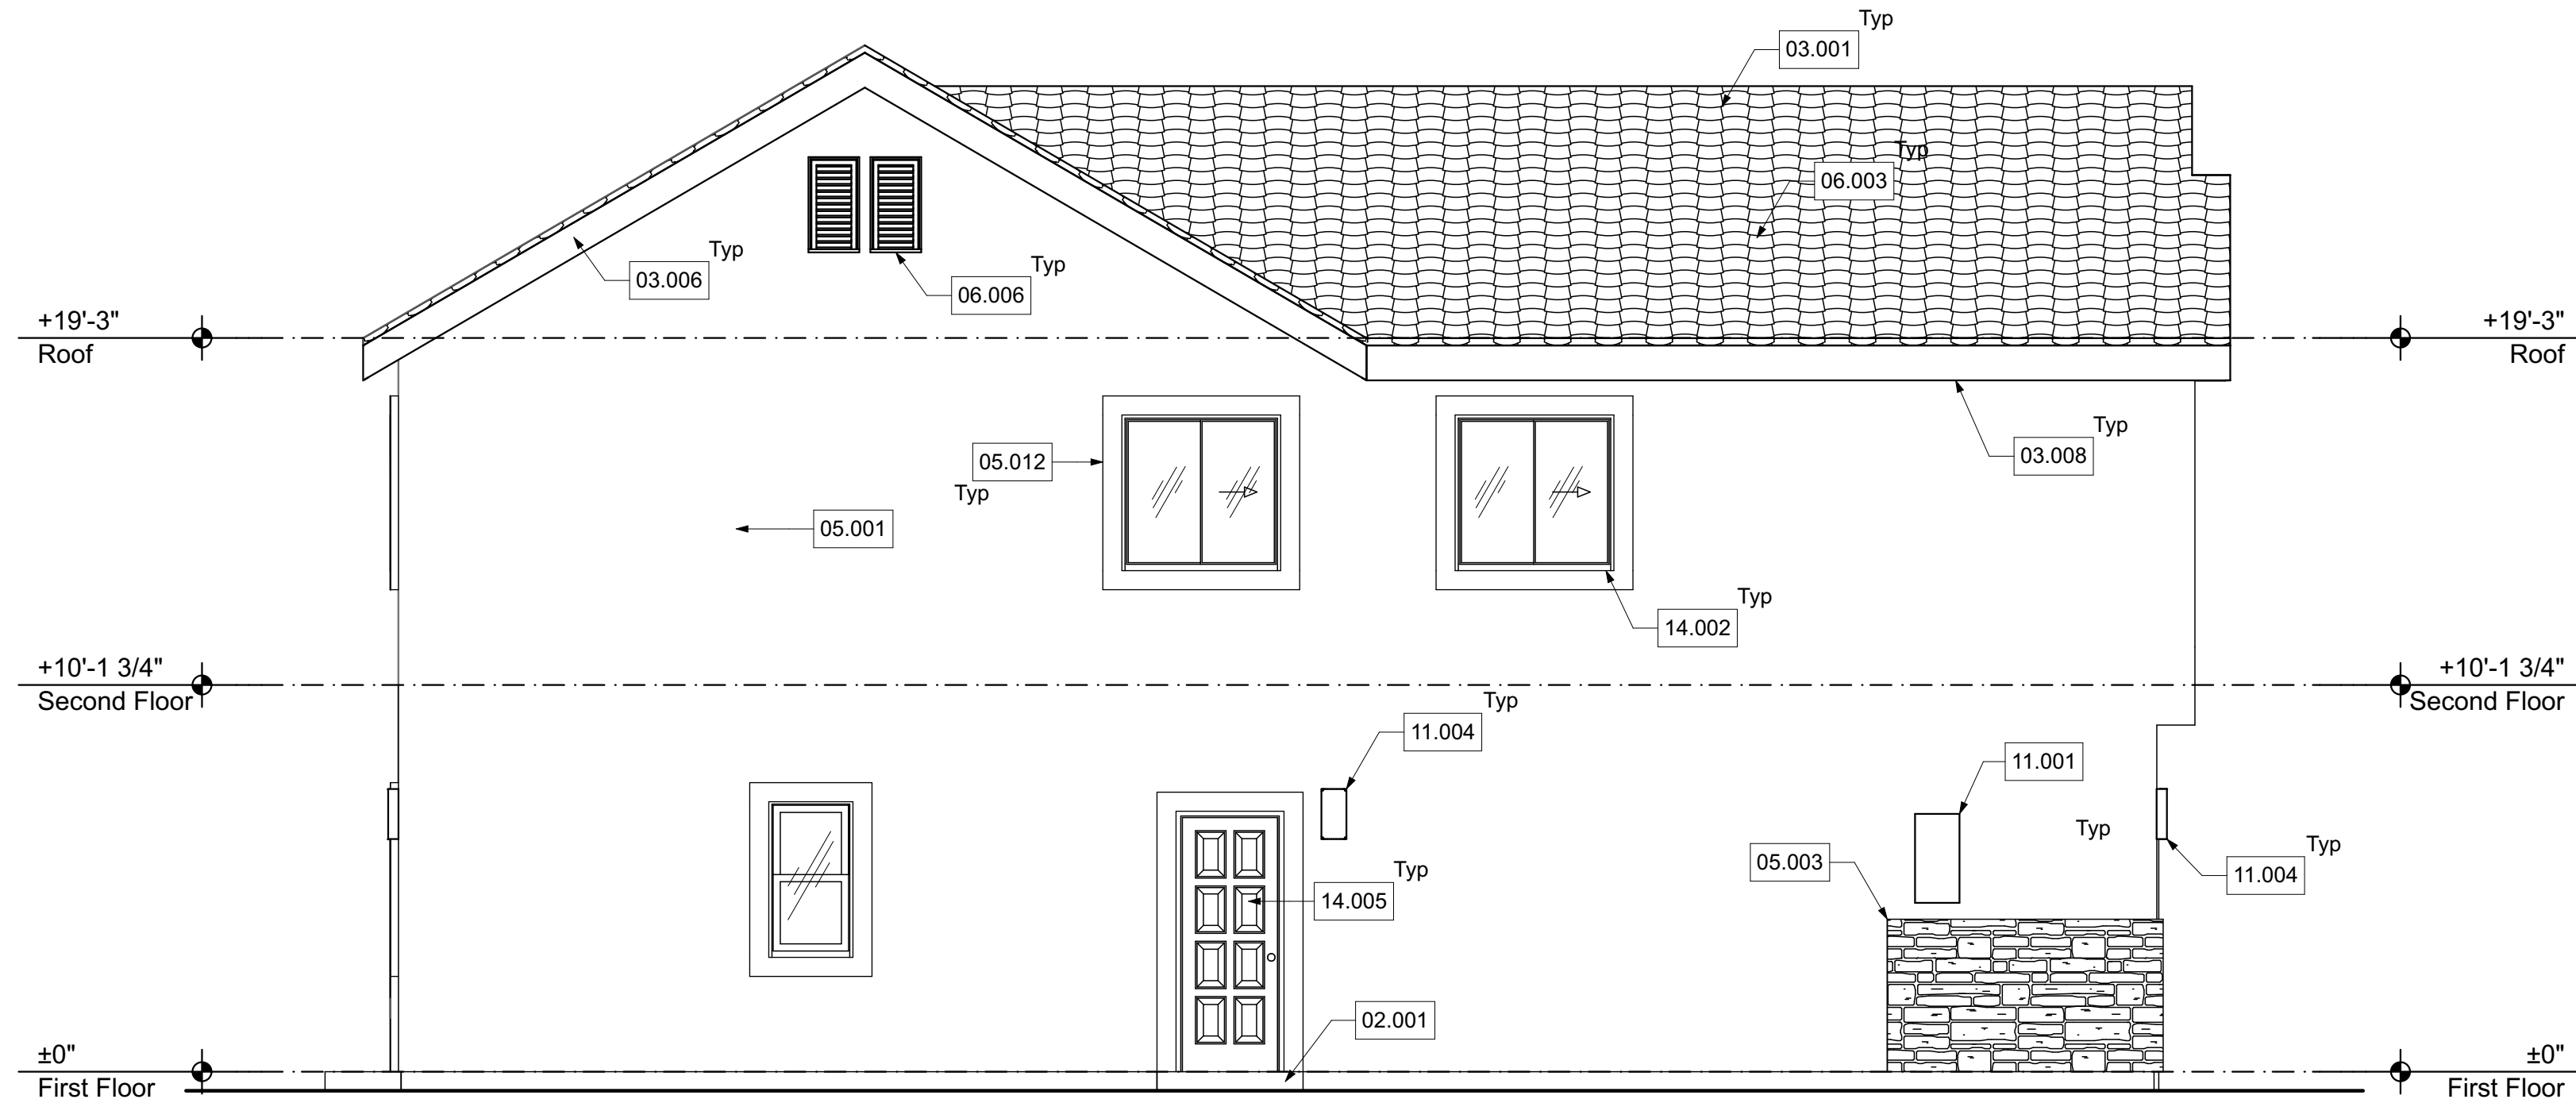 Typ
03.001
Typ
06.003
Typ
03.006
Typ
06.006
+19'-3"
Roof
+19'-3"
Roof
Typ
03.008
05.012
Typ
05.001
Typ
14.002
+10'-1 3/4"
Second Floor
+10'-1 3/4"
Second Floor
Typ
11.004
11.001
Typ
05.003
Typ
11.004
Typ
14.005
02.001
±0"
First Floor
±0"
First Floor